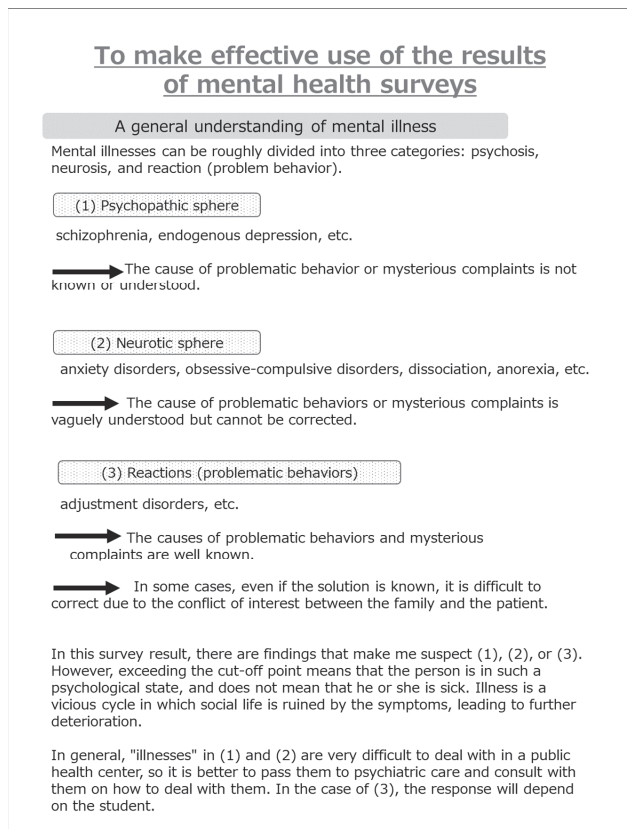 To make effective use of the results
of mental health surveys
A general understanding of mental illness
Mental illnesses can be roughly divided into three categories: psychosis,
neurosis, and reaction (problem behavior).
(1) Psychopathic sphere
schizophrenia, endogenous depression, etc.
The cause of problematic behavior or mysterious complaints is not
known or understood.
(2) Neurotic sphere
anxiety disorders, obsessive-compulsive disorders, dissociation, anorexia, etc.
The cause of problematic behaviors or mysterious complaints is
vaguely understood but cannot be corrected.
(3) Reactions (problematic behaviors)
adjustment disorders, etc.
The causes of problematic behaviors and mysterious
complaints are well known.
In some cases, even if the solution is known, it is difficult to
correct due to the conflict of interest between the family and the patient.
In this survey result, there are findings that make me suspect (1), (2), or (3).
However, exceeding the cut-off point means that the person is in such a
psychological state, and does not mean that he or she is sick. Illness is a
vicious cycle in which social life is ruined by the symptoms, leading to further
deterioration.
In general, "illnesses" in (1) and (2) are very difficult to deal with in a public
health center, so it is better to pass them to psychiatric care and consult with
them on how to deal with them. In the case of (3), the response will depend
on the student.